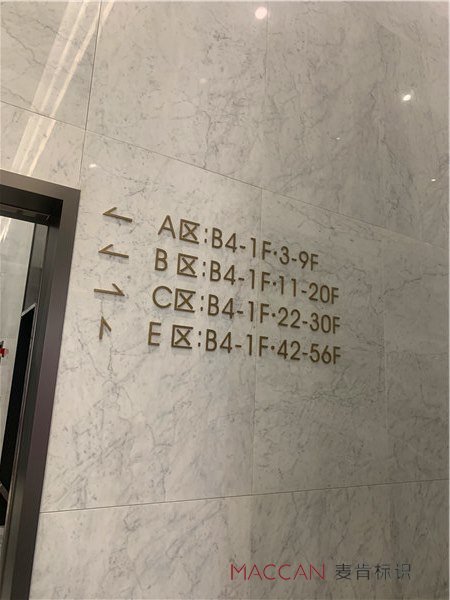 ← A区:B4-1F·3-9F
← B区:B4-1F·11-20F
→ C区:B4-1F·22-30F
↑ E区:B4-1F·42-56F
MACCAN 麦肯标识